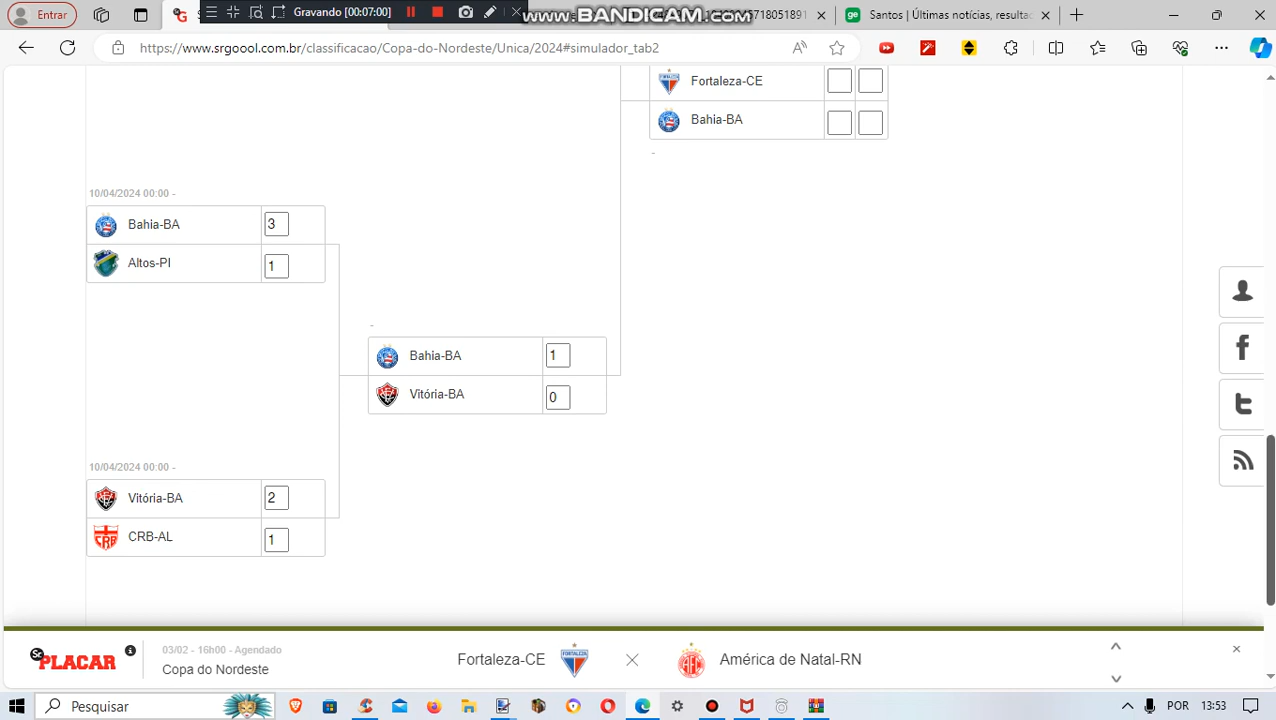 Entrar
Gravando [00:07:00]
www.BANDICAM.com
5718051891
Santos | Últimas notícias, resultac
https://www.srgoool.com.br/classificacao/Copa-do-Nordeste/Unica/2024#simulador_tab2
Fortaleza-CE
Bahia-BA
-
10/04/2024 00:00 -
Bahia-BA 3
Altos-PI 1
-
Bahia-BA 1
Vitória-BA 0
10/04/2024 00:00 -
Vitória-BA 2
CRB-AL 1
PLACAR
03/02 - 16h00 - Agendado
Copa do Nordeste
Fortaleza-CE
América de Natal-RN
Pesquisar
POR 13:53